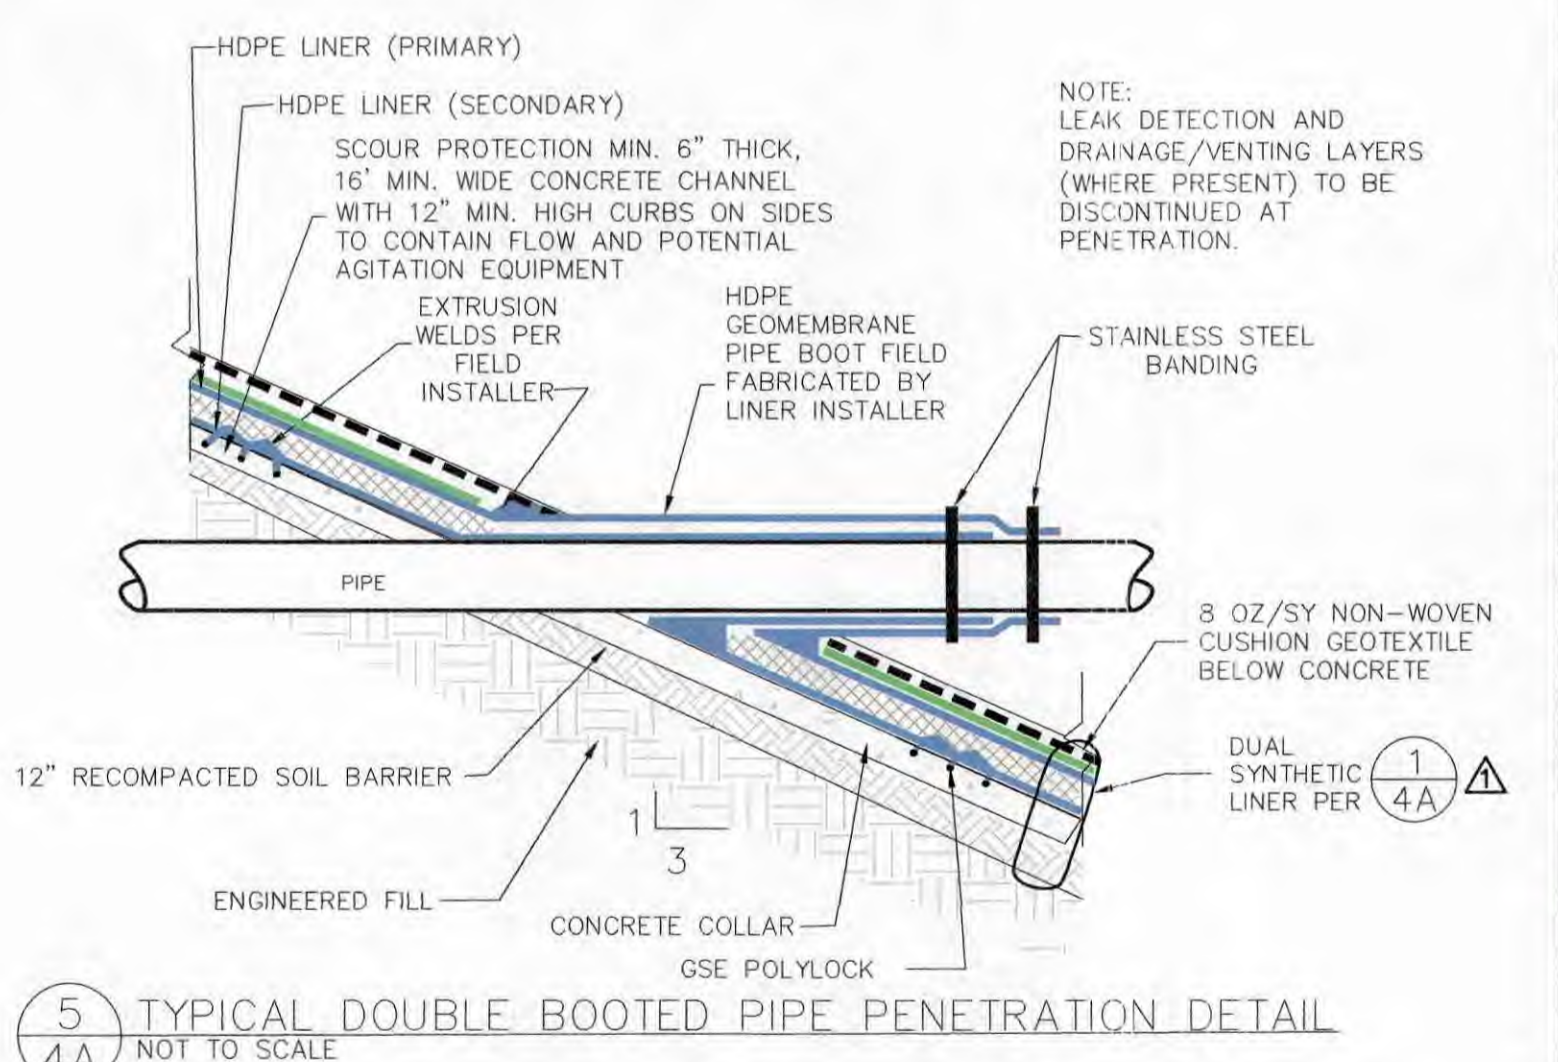 HDPE LINER (PRIMARY)
HDPE LINER (SECONDARY)
SCOUR PROTECTION MIN. 6" THICK,
16' MIN. WIDE CONCRETE CHANNEL
WITH 12" MIN. HIGH CURBS ON SIDES
TO CONTAIN FLOW AND POTENTIAL
AGITATION EQUIPMENT
NOTE:
LEAK DETECTION AND
DRAINAGE/VENTING LAYERS
(WHERE PRESENT) TO BE
DISCONTINUED AT
PENETRATION.
EXTRUSION
WELDS PER
FIELD
INSTALLER
HDPE
GEOMEMBRANE
PIPE BOOT FIELD
FABRICATED BY
LINER INSTALLER
STAINLESS STEEL
BANDING
PIPE
8 OZ/SY NON-WOVEN
CUSHION GEOTEXTILE
BELOW CONCRETE
12" RECOMPACTED SOIL BARRIER
DUAL
SYNTHETIC
LINER PER
1
4A
1
1
3
ENGINEERED FILL
CONCRETE COLLAR
GSE POLYLOCK
5
4A
TYPICAL DOUBLE BOOTED PIPE PENETRATION DETAIL
NOT TO SCALE